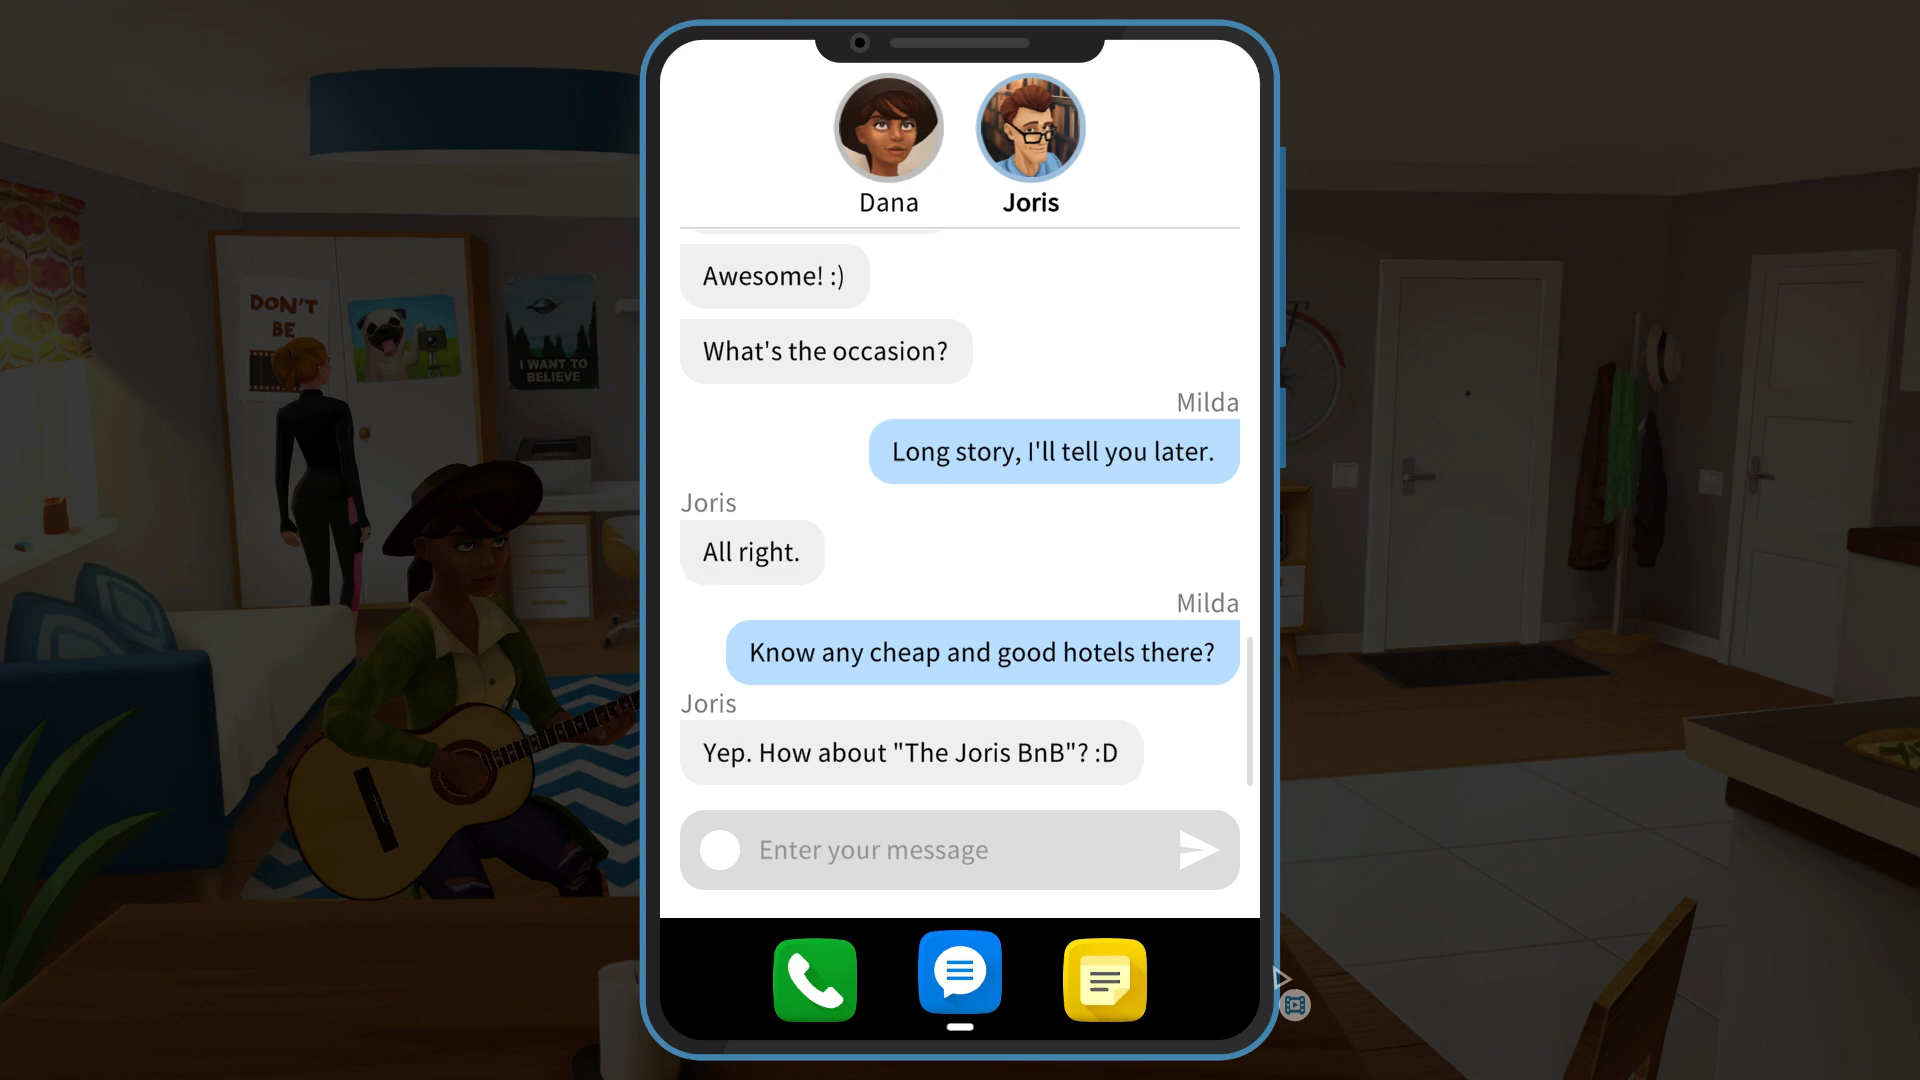 Dana
Joris
Awesome! :)
What's the occasion?
Milda
Long story, I'll tell you later.
Joris
All right.
Milda
Know any cheap and good hotels there?
Joris
Yep. How about "The Joris BnB"? :D
Enter your message
DON'T
BE
I WANT TO
BELIEVE